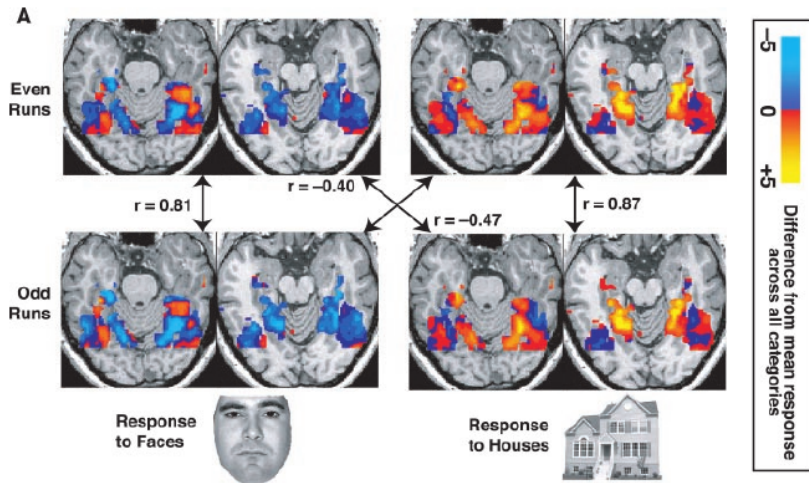 A
Even
Runs
r = 0.81
r = –0.40
r = –0.47
r = 0.87
Odd
Runs
Response
to Faces
Response
to Houses
–5
0
+5
Difference from mean response
across all categories